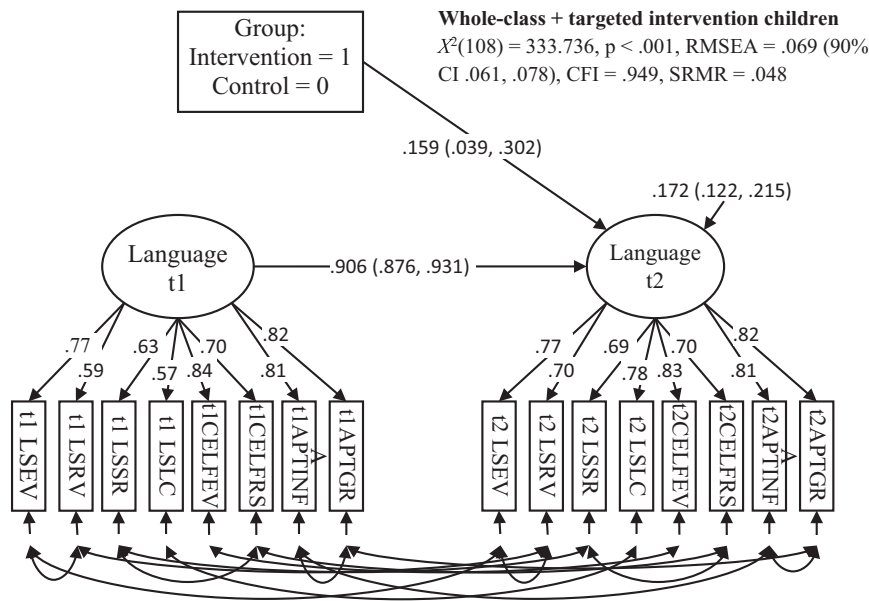 Group:
Intervention = 1
Control = 0
Whole-class + targeted intervention children
X²(108) = 333.736, p < .001, RMSEA = .069 (90%
CI .061, .078), CFI = .949, SRMR = .048
.159 (.039, .302)
.172 (.122, .215)
Language
t1
.906 (.876, .931)
Language
t2
.77
.59
.63
.57
.84
.70
.81
.82
.77
.70
.69
.78
.83
.70
.81
.82
t1 LSEV
t1 LSRV
t1 LSSR
t1 LSLC
t1CELFEV
t1CELFRS
t1APTINF
A
t1APTGR
t2 LSEV
t2 LSRV
t2 LSSR
t2 LSLC
t2CELFEV
t2CELFRS
t2APTINF
A
t2APTGR